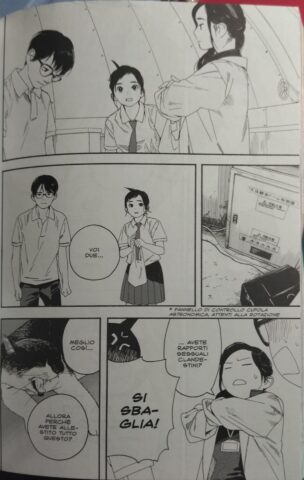 VOI
DUE...
* PANNELLO DI CONTROLLO CUPOLA
ASTRONOMICA, ATTENTI ALLA ROTAZIONE
... AVETE
RAPPORTI
SESSUALI
CLANDE-
STINI?
SI
SBA-
GLIA!
MEGLIO
COSÌ...
ALLORA
PERCHÉ
AVETE ALLE-
STITO TUTTO
QUESTO?